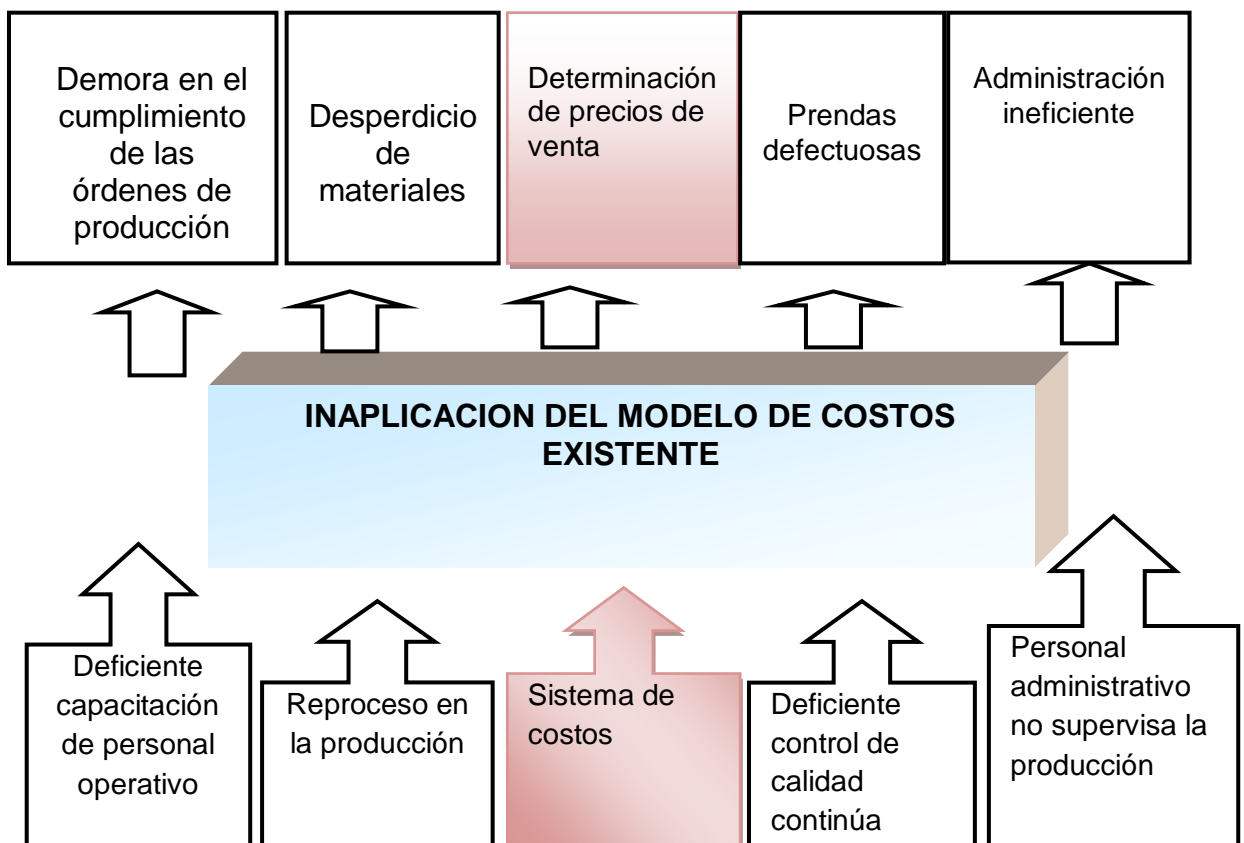 Demora en el
cumplimiento
de las
órdenes de
producción
Desperdicio
de
materiales
Determinación
de precios de
venta
Prendas
defectuosas
Administración
ineficiente
INAPLICACION DEL MODELO DE COSTOS
EXISTENTE
Deficiente
capacitación
de personal
operativo
Reproceso en
la producción
Sistema de
costos
Deficiente
control de
calidad
continúa
Personal
administrativo
no supervisa la
producción